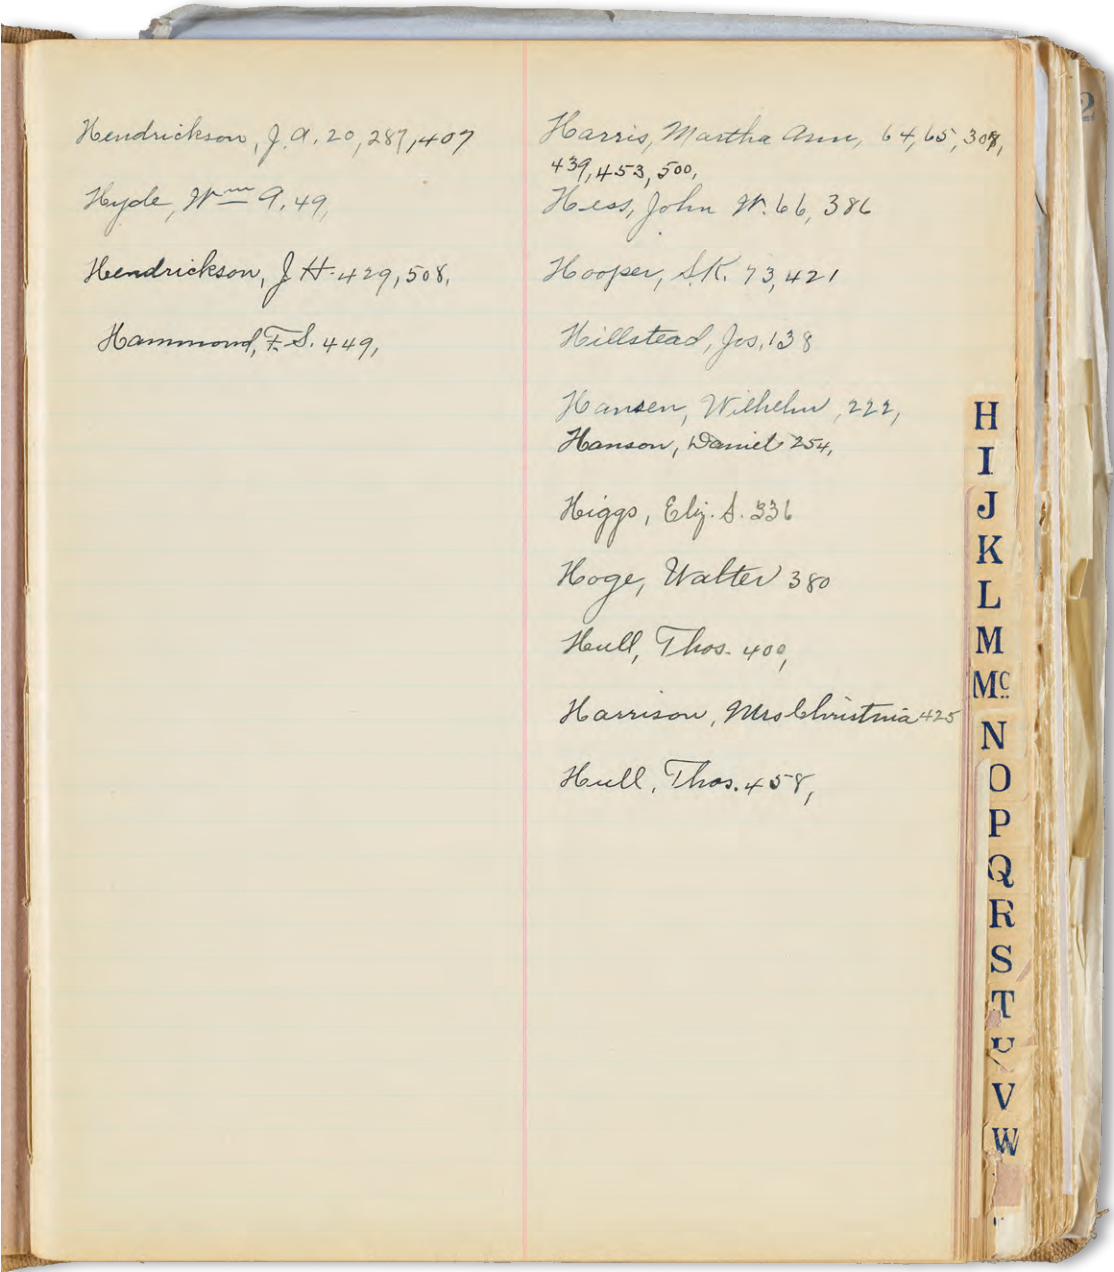 Hendrickson, J. A. 20, 287, 407
Hyde, Wm A. 49,
Hendrickson, J H. 429, 508,
Hammond, F. S. 449,
Harris, Martha Ann, 64, 65, 308,
439, 453, 500,
Hess, John W. 66, 386
Hooper, S. K. 73, 421
Hillstead, Jos. 138
Hansen, Wilhelm, 222,
Hanson, Daniel 254,
Higgs, Eliz. S. 336
Hoge, Walter 380
Hull, Thos. 400,
Harrison, Mrs Christina 425
Hull, Thos. 458,
H
I
J
K
L
M
Mc
N
O
P
Q
R
S
T
U
V
W
2